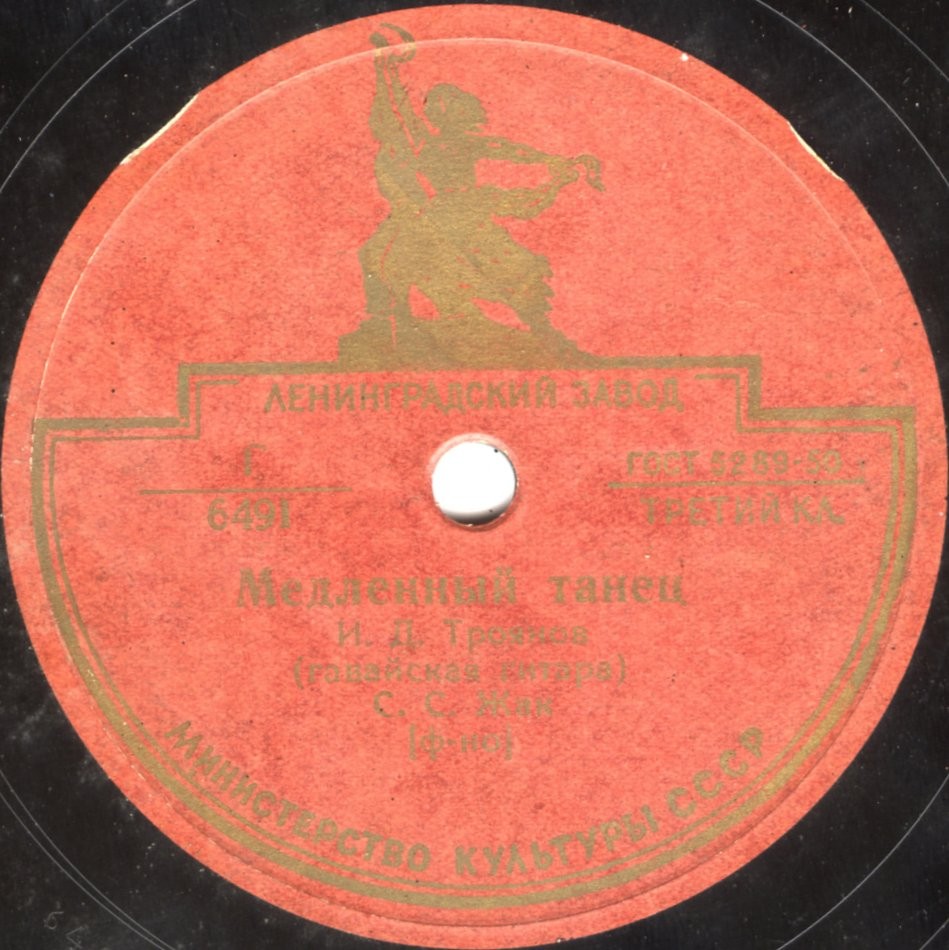 ЛЕНИНГРАДСКИЙ ЗАВОД
Г
6491
ГОСТ 5289-50
ТРЕТИЙ КЛ.
Медленный танец
И. Д. Троянов
(гавайская гитара)
С. С. Жак
[ф-но]
МИНИСТЕРСТВО КУЛЬТУРЫ СССР